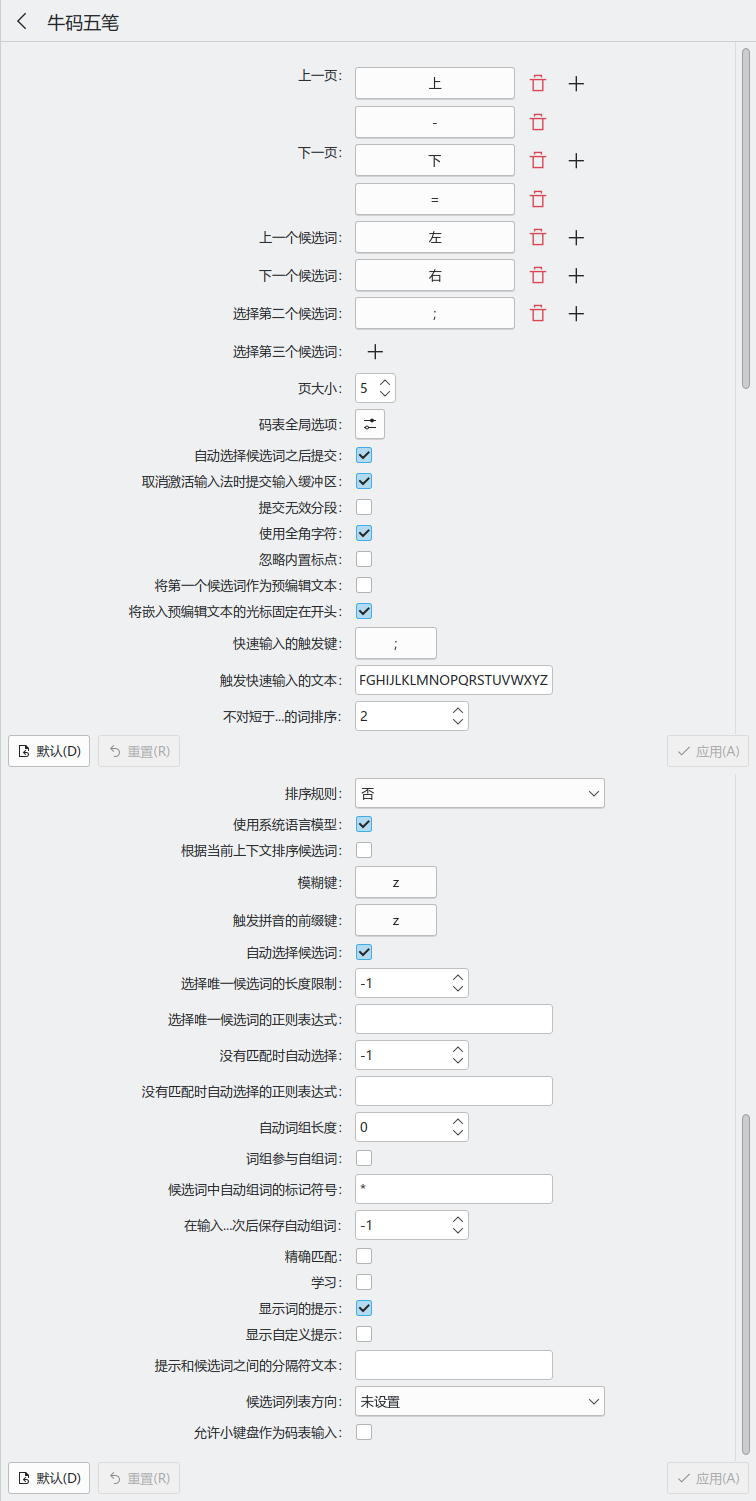 牛码五笔
上一页: 上
-
下一页: 下
=
上一个候选词: 左
下一个候选词: 右
选择第二个候选词: ;
选择第三个候选词:
页大小: 5
码表全局选项:
自动选择候选词之后提交:
取消激活输入法时提交输入缓冲区:
提交无效分段:
使用全角字符:
忽略内置标点:
将第一个候选词作为预编辑文本:
将嵌入预编辑文本的光标固定在开头:
快速输入的触发键: ;
触发快速输入的文本: FGHIJLKLMNOPQRSTUVWXYZ
不对短于...的词排序: 2
默认(D) 重置(R) 应用(A)
排序规则: 否
使用系统语言模型:
根据当前上下文排序候选词:
模糊键: z
触发拼音的前缀键: z
自动选择候选词:
选择唯一候选词的长度限制: -1
选择唯一候选词的正则表达式:
没有匹配时自动选择: -1
没有匹配时自动选择的正则表达式:
自动词组长度: 0
词组参与自组词:
候选词中自动组词的标记符号: *
在输入...次后保存自动组词: -1
精确匹配:
学习:
显示词的提示:
显示自定义提示:
提示和候选词之间的分隔符文本:
候选词列表方向: 未设置
允许小键盘作为码表输入:
默认(D) 重置(R) 应用(A)